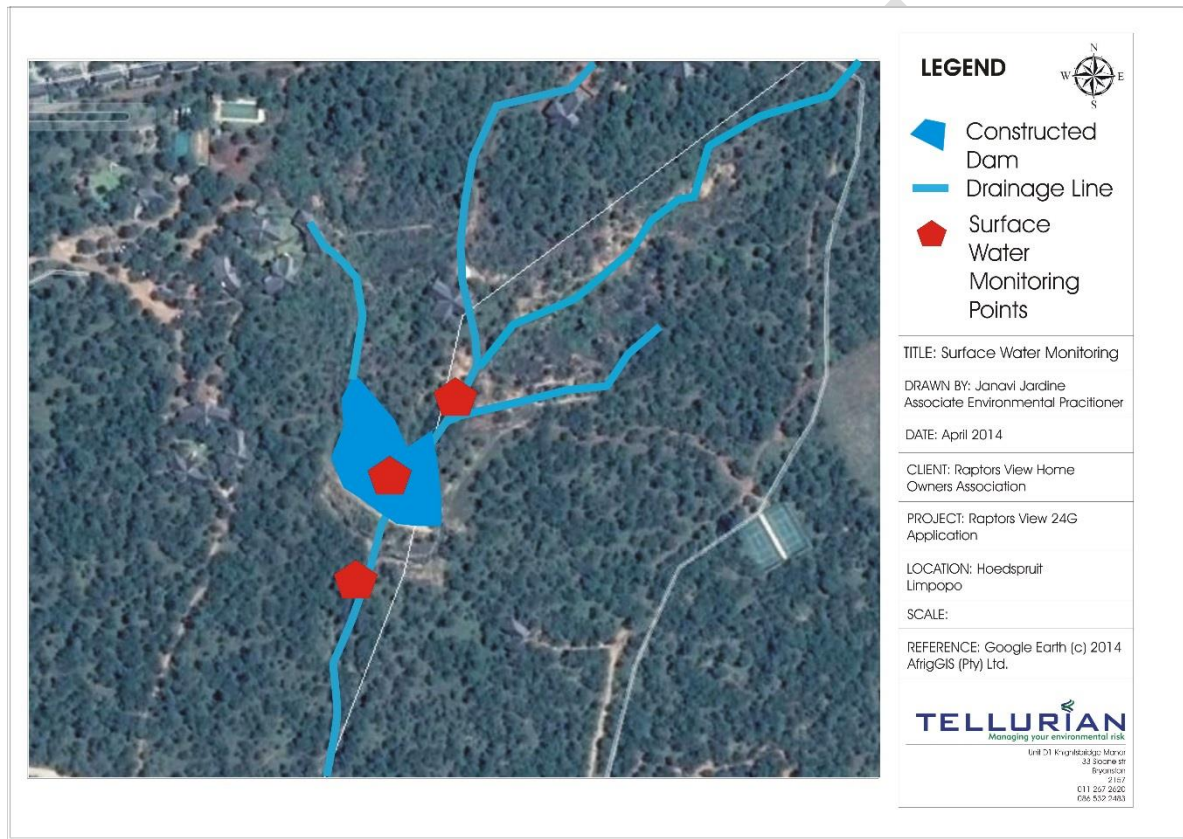 LEGEND
N
W
E
S
Constructed
Dam
Drainage Line
Surface
Water
Monitoring
Points
TITLE: Surface Water Monitoring
DRAWN BY: Janavi Jardine
Associate Environmental Pracitioner
DATE: April 2014
CLIENT: Raptors View Home
Owners Association
PROJECT: Raptors View 24G
Application
LOCATION: Hoedspruit
Limpopo
SCALE:
REFERENCE: Google Earth (c) 2014
AfrigGIS (Pty) Ltd.
TELLURIAN
Managing your environmental risk
Unit D1 Knightsbridge Manor
33 Sloane str
Bryanston
2157
011 267 2620
086 552 2483